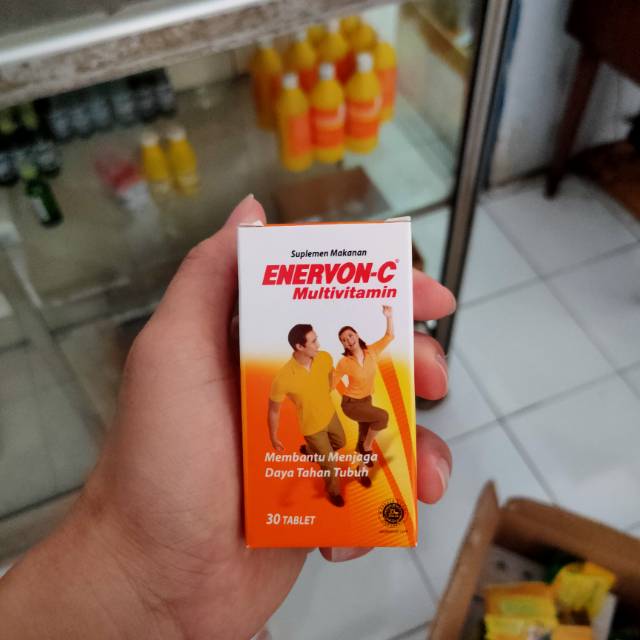 Suplemen Makanan
ENERVON-C®
Multivitamin
Membantu Menjaga
Daya Tahan Tubuh
30 TABLET